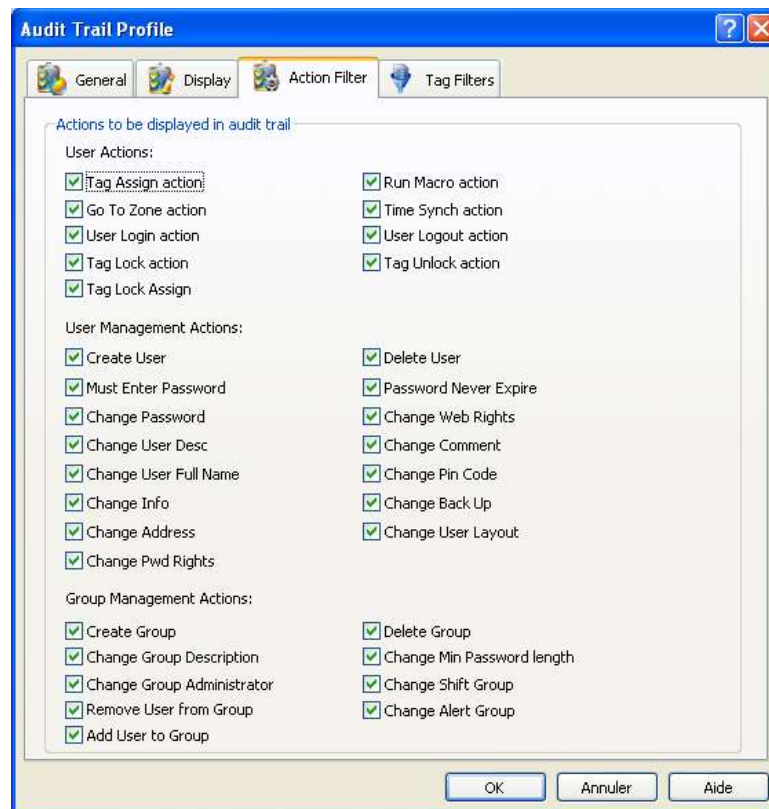 Audit Trail Profile
General Display Action Filter Tag Filters
Actions to be displayed in audit trail
User Actions:
Tag Assign action Run Macro action
Go To Zone action Time Synch action
User Login action User Logout action
Tag Lock action Tag Unlock action
Tag Lock Assign
User Management Actions:
Create User Delete User
Must Enter Password Password Never Expire
Change Password Change Web Rights
Change User Desc Change Comment
Change User Full Name Change Pin Code
Change Info Change Back Up
Change Address Change User Layout
Change Pwd Rights
Group Management Actions:
Create Group Delete Group
Change Group Description Change Min Password length
Change Group Administrator Change Shift Group
Remove User from Group Change Alert Group
Add User to Group
OK Annuler Aide